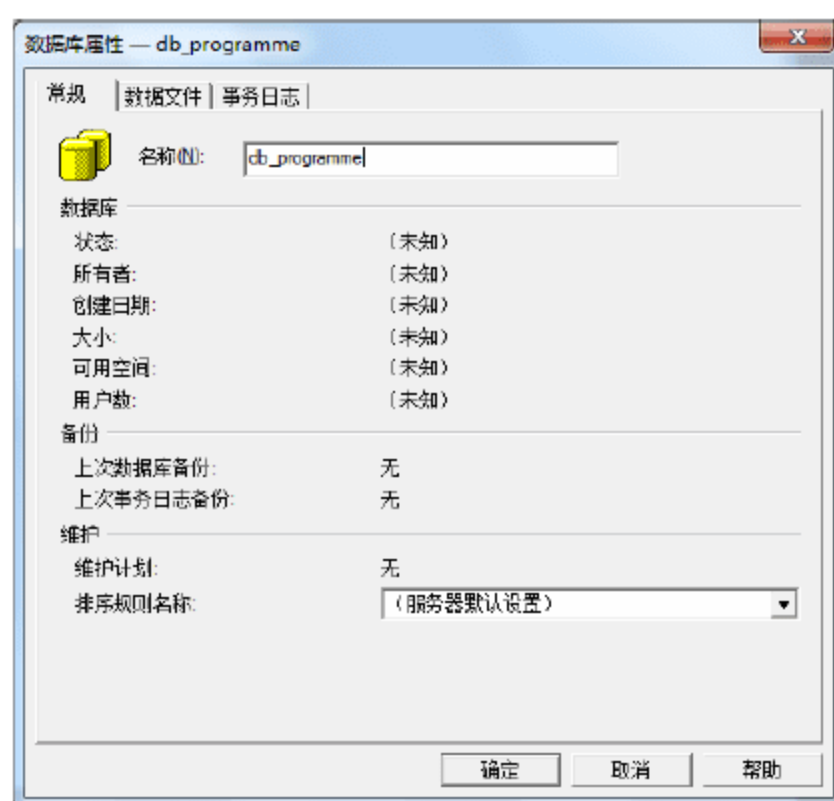 数据库属性 — db_programme
常规 数据文件 事务日志
名称(N): db_programme
数据库
状态: （未知）
所有者: （未知）
创建日期: （未知）
大小: （未知）
可用空间: （未知）
用户数: （未知）
备份
上次数据库备份: 无
上次事务日志备份: 无
维护
维护计划: 无
排序规则名称: （服务器默认设置）
确定 取消 帮助